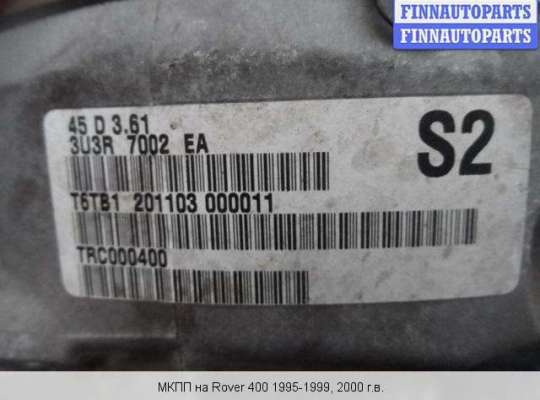 FINNAUTOPARTS
FINNAUTOPARTS
45 D 3.61
3U3R 7002 EA
S2
T6TB1 201103 000011
TRC000400
МКПП на Rover 400 1995-1999, 2000 г.в.